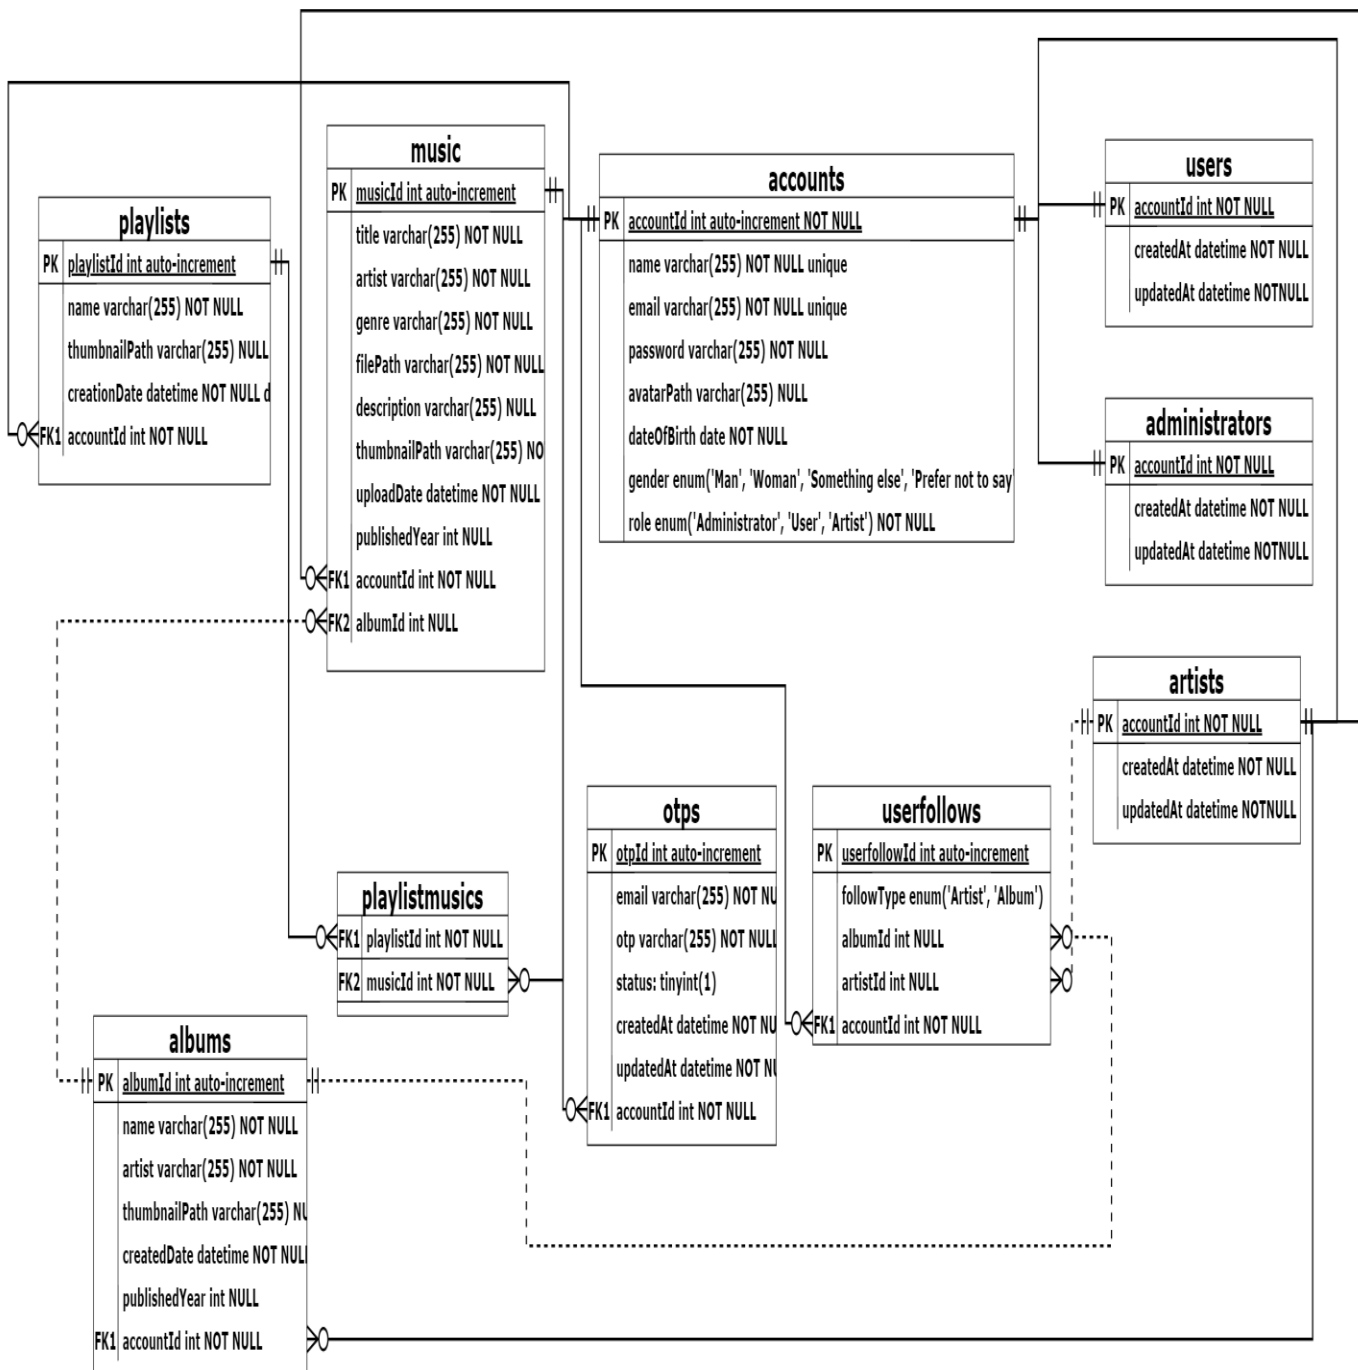 music
PK musicId int auto-increment
title varchar(255) NOT NULL
artist varchar(255) NOT NULL
genre varchar(255) NOT NULL
filePath varchar(255) NOT NULL
description varchar(255) NULL
thumbnailPath varchar(255) NO
uploadDate datetime NOT NULL
publishedYear int NULL
FK1 accountId int NOT NULL
FK2 albumId int NULL
accounts
PK accountId int auto-increment NOT NULL
name varchar(255) NOT NULL unique
email varchar(255) NOT NULL unique
password varchar(255) NOT NULL
avatarPath varchar(255) NULL
dateOfBirth date NOT NULL
gender enum('Man', 'Woman', 'Something else', 'Prefer not to say'
role enum('Administrator', 'User', 'Artist') NOT NULL
users
PK accountId int NOT NULL
createdAt datetime NOT NULL
updatedAt datetime NOTNULL
playlists
PK playlistId int auto-increment
name varchar(255) NOT NULL
thumbnailPath varchar(255) NULL
creationDate datetime NOT NULL d
FK1 accountId int NOT NULL
administrators
PK accountId int NOT NULL
createdAt datetime NOT NULL
updatedAt datetime NOTNULL
artists
PK accountId int NOT NULL
createdAt datetime NOT NULL
updatedAt datetime NOTNULL
otps
PK otpId int auto-increment
email varchar(255) NOT NU
otp varchar(255) NOT NULL
status: tinyint(1)
createdAt datetime NOT NU
updatedAt datetime NOT NU
FK1 accountId int NOT NULL
userfollows
PK userfollowId int auto-increment
followType enum('Artist', 'Album')
albumId int NULL
artistId int NULL
FK1 accountId int NOT NULL
playlistmusics
FK1 playlistId int NOT NULL
FK2 musicId int NOT NULL
albums
PK albumId int auto-increment
name varchar(255) NOT NULL
artist varchar(255) NOT NULL
thumbnailPath varchar(255) NU
createdDate datetime NOT NULL
publishedYear int NULL
FK1 accountId int NOT NULL